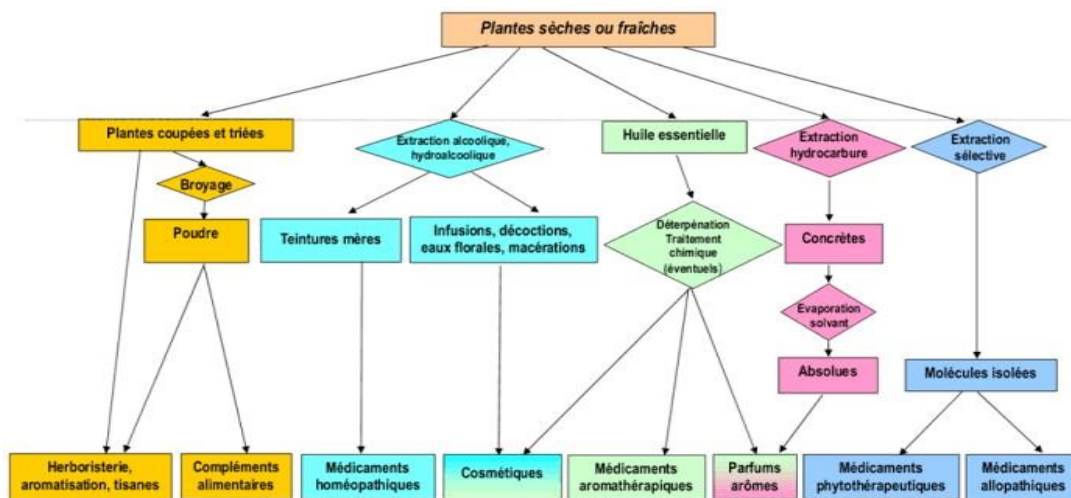 Plantes sèches ou fraîches
Plantes coupées et triées
Extraction alcoolique,
hydroalcoolique
Huile essentielle
Extraction
hydrocarbure
Extraction
sélective
Broyage
Poudre
Teintures mères
Infusions, décoctions,
eaux florales, macérations
Déterpénation
Traitement
chimique
(éventuels)
Concrètes
Evaporation
solvant
Absolues
Molécules isolées
Herboristerie,
aromatisation, tisanes
Compléments
alimentaires
Médicaments
homéopathiques
Cosmétiques
Médicaments
aromathérapiques
Parfums
arômes
Médicaments
phytothérapeutiques
Médicaments
allopathiques